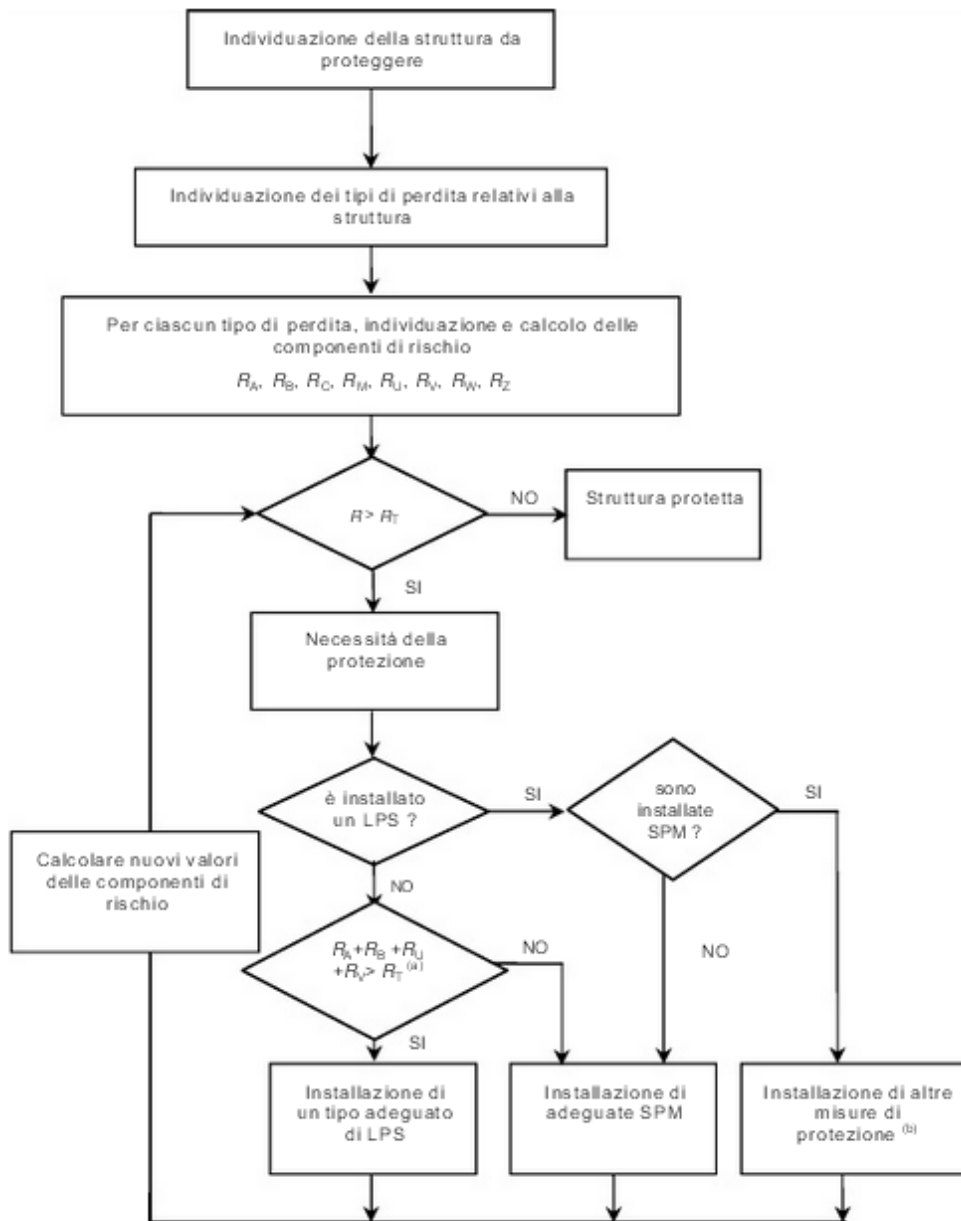 Individuazione della struttura da
proteggere
Individuazione dei tipi di perdita relativi alla
struttura
Per ciascun tipo di perdita, individuazione e calcolo delle
componenti di rischio
RA, RB, RC, RM, RU, RV, RW, RZ
R> RT
NO
Struttura protetta
SI
Necessità della
protezione
è installato
un LPS ?
SI
sono
installate
SPM ?
SI
Calcolare nuovi valori
delle componenti di
rischio
NO
RA+RB +RU
+RV> RT (a)
NO
NO
SI
Installazione di
un tipo adeguato
di LPS
Installazione di
adeguate SPM
Installazione di altre
misure di
protezione (b)